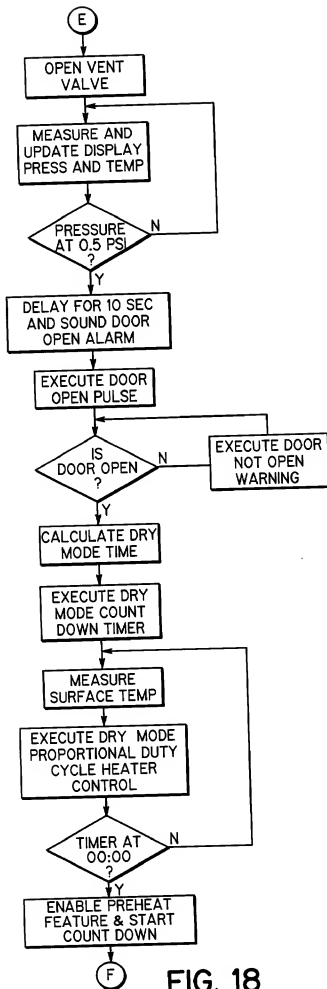 E
OPEN VENT
VALVE
MEASURE AND
UPDATE DISPLAY
PRESS AND TEMP
PRESSURE
AT 0.5 PSI
?
N
Y
DELAY FOR 10 SEC
AND SOUND DOOR
OPEN ALARM
EXECUTE DOOR
OPEN PULSE
IS
DOOR OPEN
?
N
EXECUTE DOOR
NOT OPEN
WARNING
Y
CALCULATE DRY
MODE TIME
EXECUTE DRY
MODE COUNT
DOWN TIMER
MEASURE
SURFACE TEMP
EXECUTE DRY MODE
PROPORTIONAL DUTY
CYCLE HEATER
CONTROL
TIMER AT
00:00
?
N
Y
ENABLE PREHEAT
FEATURE & START
COUNT DOWN
F
FIG. 18